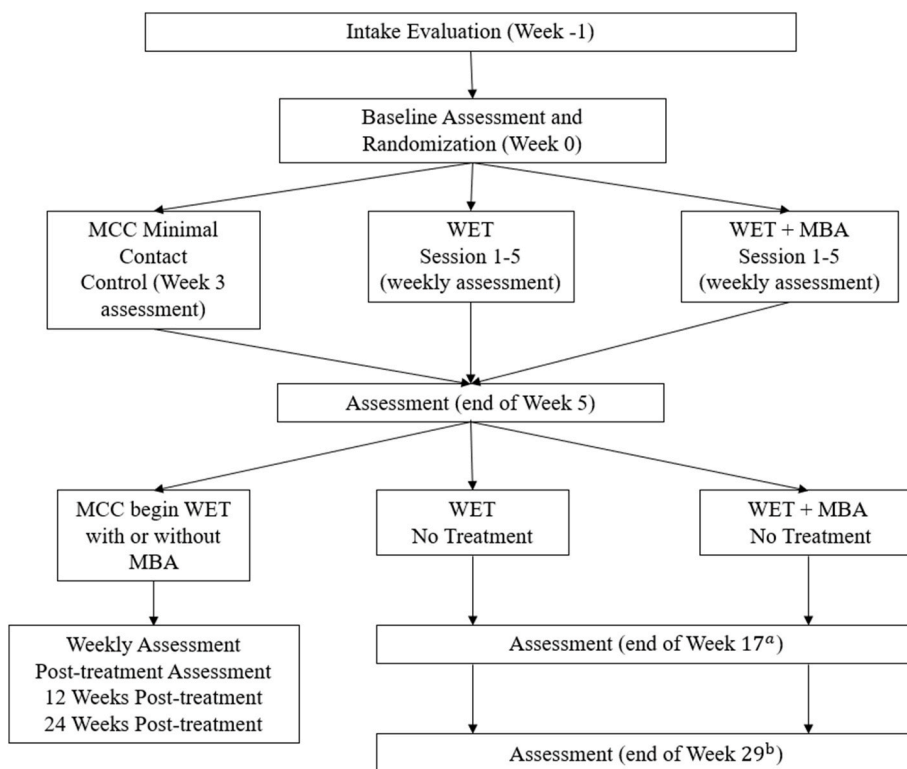 Intake Evaluation (Week -1)
Baseline Assessment and
Randomization (Week 0)
MCC Minimal
Contact
Control (Week 3
assessment)
WET
Session 1-5
(weekly assessment)
WET + MBA
Session 1-5
(weekly assessment)
Assessment (end of Week 5)
MCC begin WET
with or without
MBA
WET
No Treatment
WET + MBA
No Treatment
Weekly Assessment
Post-treatment Assessment
12 Weeks Post-treatment
24 Weeks Post-treatment
Assessment (end of Week 17ᵃ)
Assessment (end of Week 29ᵇ)